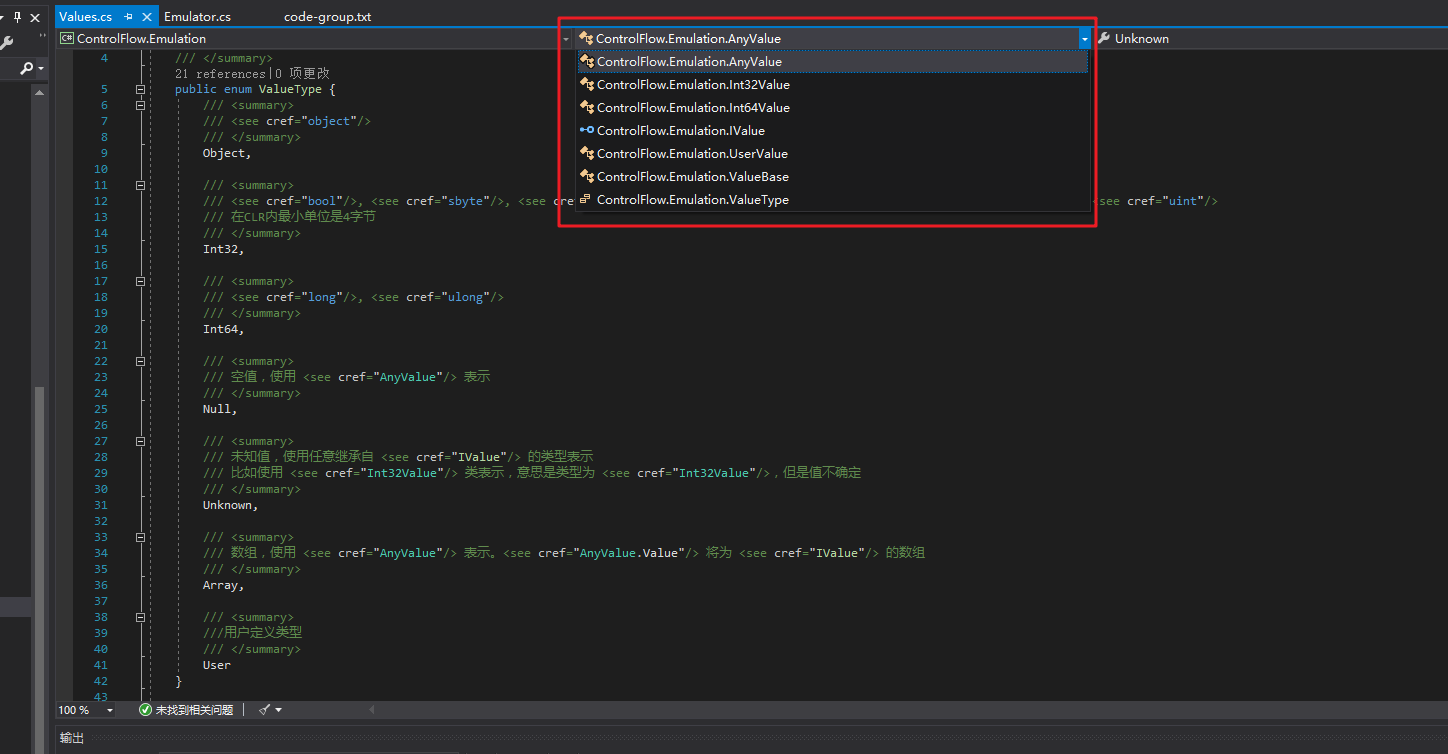 Values.cs Emulator.cs code-group.txt
ControlFlow.Emulation ControlFlow.Emulation.AnyValue Unknown
ControlFlow.Emulation.AnyValue
ControlFlow.Emulation.Int32Value
ControlFlow.Emulation.Int64Value
ControlFlow.Emulation.IValue
ControlFlow.Emulation.UserValue
ControlFlow.Emulation.ValueBase
ControlFlow.Emulation.ValueType
4 /// </summary>
21 references|0 项更改
5 public enum ValueType {
6 /// <summary>
7 /// <see cref="object"/>
8 /// </summary>
9 Object,
10
11 /// <summary>
12 /// <see cref="bool"/>, <see cref="sbyte"/>, <see cre see cref="uint"/>
13 /// 在CLR内最小单位是4字节
14 /// </summary>
15 Int32,
16
17 /// <summary>
18 /// <see cref="long"/>, <see cref="ulong"/>
19 /// </summary>
20 Int64,
21
22 /// <summary>
23 /// 空值，使用 <see cref="AnyValue"/> 表示
24 /// </summary>
25 Null,
26
27 /// <summary>
28 /// 未知值，使用任意继承自 <see cref="IValue"/> 的类型表示
29 /// 比如使用 <see cref="Int32Value"/> 类表示，意思是类型为 <see cref="Int32Value"/>，但是值不确定
30 /// </summary>
31 Unknown,
32
33 /// <summary>
34 /// 数组，使用 <see cref="AnyValue"/> 表示。<see cref="AnyValue.Value"/> 将为 <see cref="IValue"/> 的数组
35 /// </summary>
36 Array,
37
38 /// <summary>
39 ///用户定义类型
40 /// </summary>
41 User
42 }
43
100 % 未找到相关问题
输出